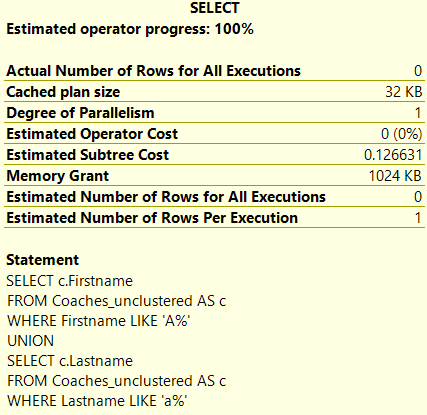 SELECT
Estimated operator progress: 100%
Actual Number of Rows for All Executions 0
Cached plan size 32 KB
Degree of Parallelism 1
Estimated Operator Cost 0 (0%)
Estimated Subtree Cost 0.126631
Memory Grant 1024 KB
Estimated Number of Rows for All Executions 0
Estimated Number of Rows Per Execution 1
Statement
SELECT c.Firstname
FROM Coaches_unclustered AS c
WHERE Firstname LIKE 'A%'
UNION
SELECT c.Lastname
FROM Coaches_unclustered AS c
WHERE Lastname LIKE 'a%'